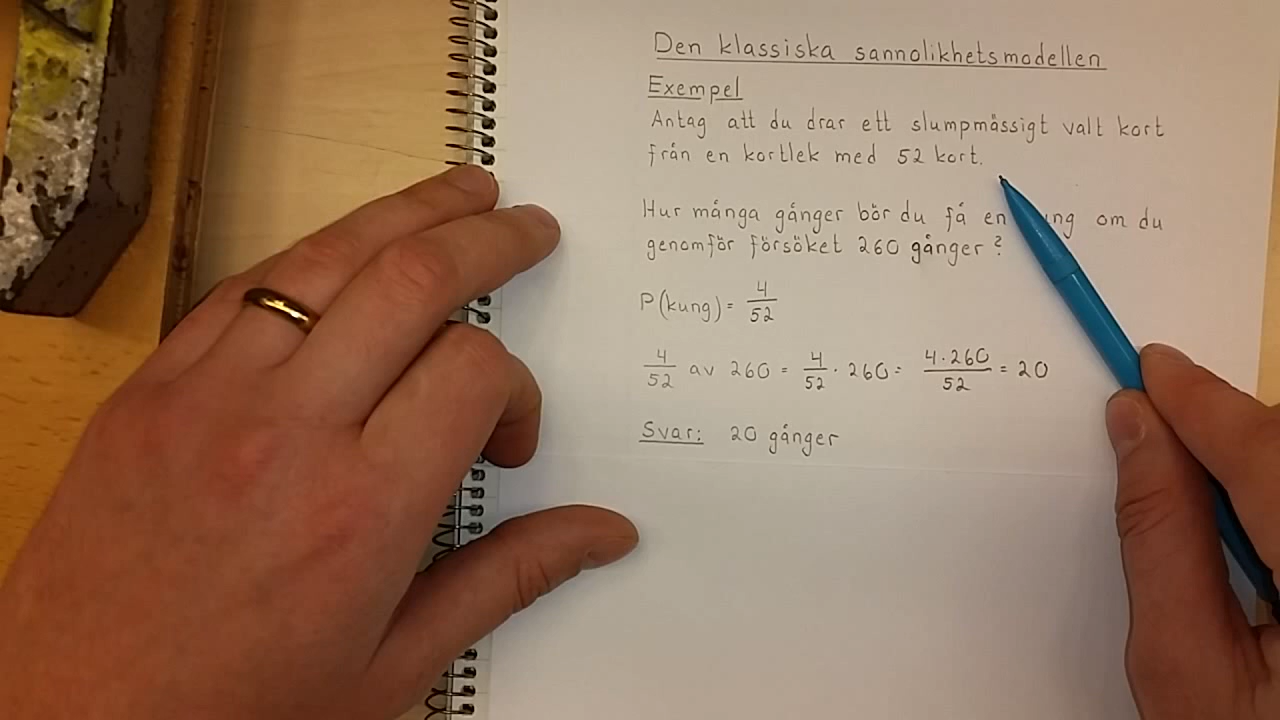 Den klassiska sannolikhetsmodellen
Exempel
Antag att du drar ett slumpmässigt valt kort
från en kortlek med 52 kort.
Hur många gånger bör du få en ung om du
genomför försöket 260 gånger?
P(kung) = 4/52
4/52 av 260 = 4/52 · 260 = 4·260/52 = 20
Svar: 20 gånger